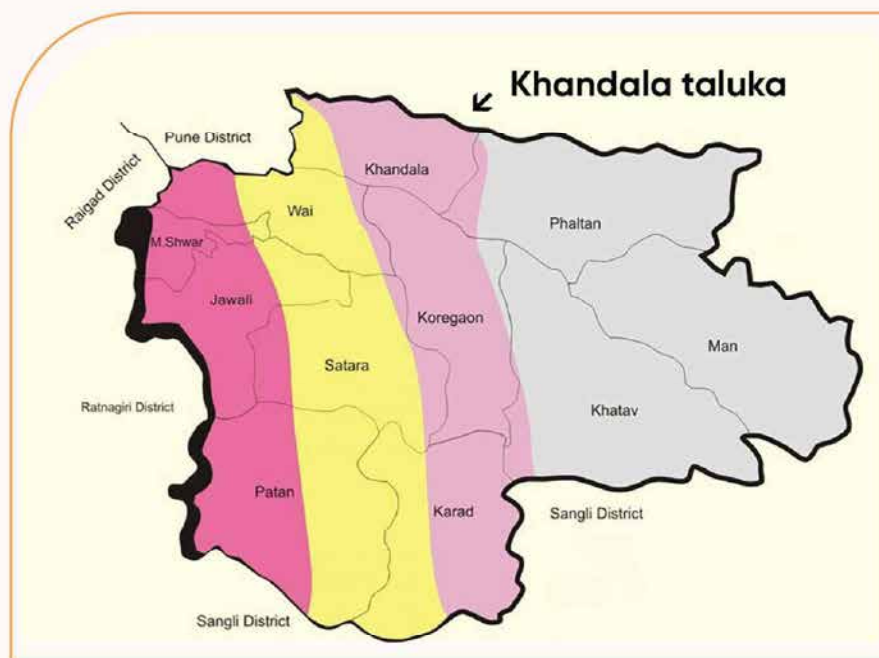 Khandala taluka
Pune District
Raigad District
Khandala
Wai
Phaltan
M.Shwar
Jawali
Koregaon
Man
Satara
Ratnagiri District
Khatav
Patan
Karad
Sangli District
Sangli District